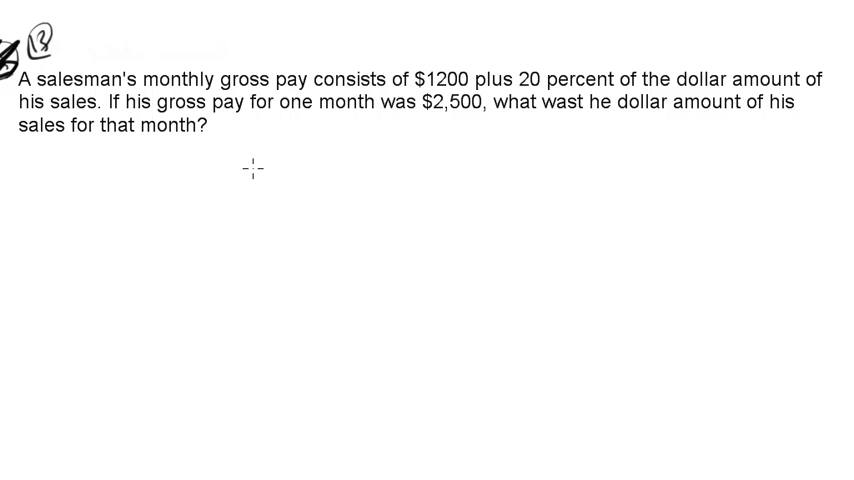 13
A salesman's monthly gross pay consists of $1200 plus 20 percent of the dollar amount of
his sales. If his gross pay for one month was $2,500, what wast he dollar amount of his
sales for that month?